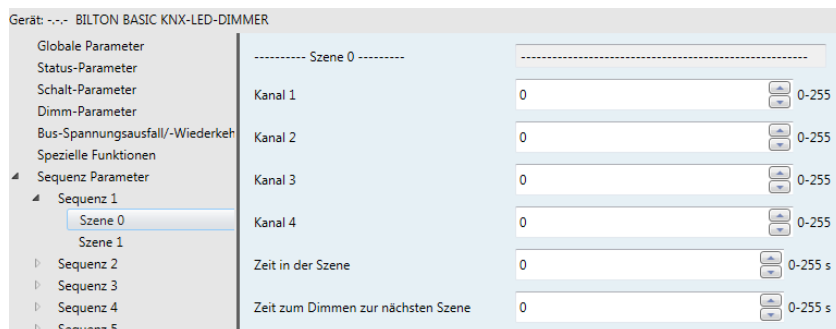 Gerät: -.-.- BILTON BASIC KNX-LED-DIMMER
Globale Parameter
Status-Parameter
Schalt-Parameter
Dimm-Parameter
Bus-Spannungsausfall/-Wiederkeh
Spezielle Funktionen
Sequenz Parameter
Sequenz 1
Szene 0
Szene 1
Sequenz 2
Sequenz 3
Sequenz 4
Sequenz 5
---------- Szene 0 --------- ------------------------------------------------------
Kanal 1 0 0-255
Kanal 2 0 0-255
Kanal 3 0 0-255
Kanal 4 0 0-255
Zeit in der Szene 0 0-255 s
Zeit zum Dimmen zur nächsten Szene 0 0-255 s